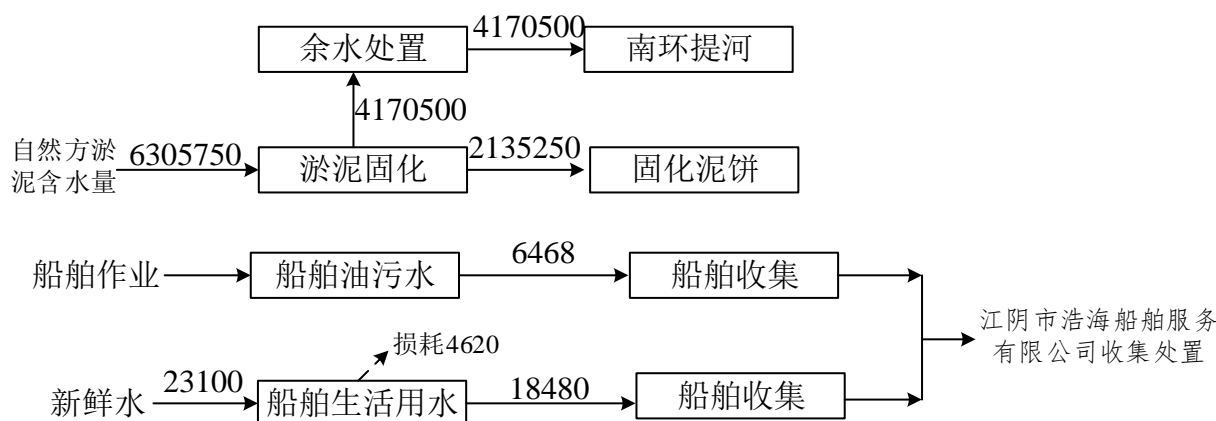 余水处置
4170500
南环提河
4170500
自然方淤
泥含水量
6305750
淤泥固化
2135250
固化泥饼
船舶作业
船舶油污水
6468
船舶收集
江阴市浩海船舶服务
有限公司收集处置
损耗4620
新鲜水
23100
船舶生活用水
18480
船舶收集